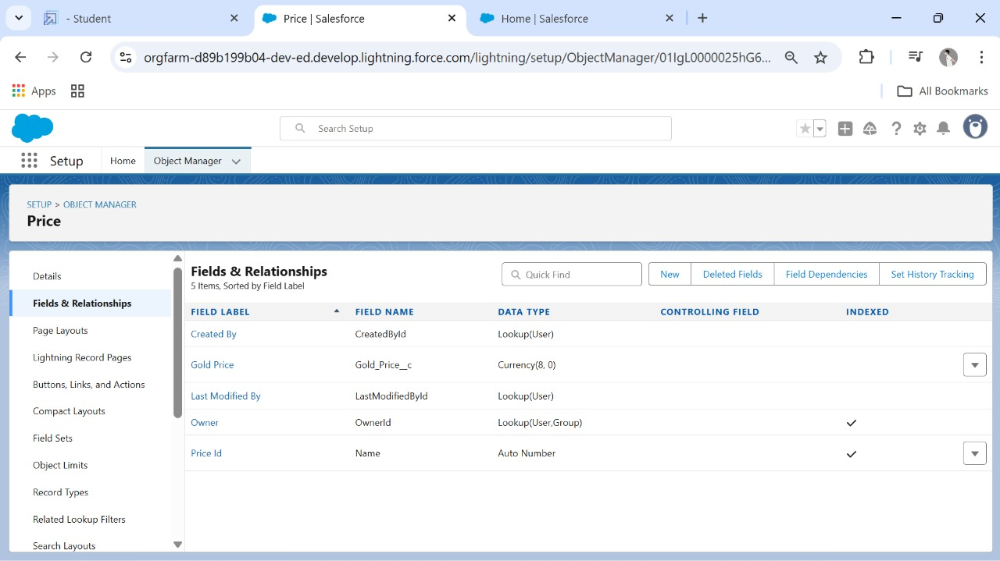 - Student
Price | Salesforce
Home | Salesforce
orgfarm-d89b199b04-dev-ed.develop.lightning.force.com/lightning/setup/ObjectManager/01IgL0000025hG6...
Apps
All Bookmarks
Search Setup
Setup
Home
Object Manager
SETUP > OBJECT MANAGER
Price
Details
Fields & Relationships
Page Layouts
Lightning Record Pages
Buttons, Links, and Actions
Compact Layouts
Field Sets
Object Limits
Record Types
Related Lookup Filters
Search Layouts
Fields & Relationships
5 Items, Sorted by Field Label
Quick Find
New
Deleted Fields
Field Dependencies
Set History Tracking
FIELD LABEL FIELD NAME DATA TYPE CONTROLLING FIELD INDEXED
Created By CreatedById Lookup(User)
Gold Price Gold_Price__c Currency(8, 0)
Last Modified By LastModifiedById Lookup(User)
Owner OwnerId Lookup(User,Group)
Price Id Name Auto Number